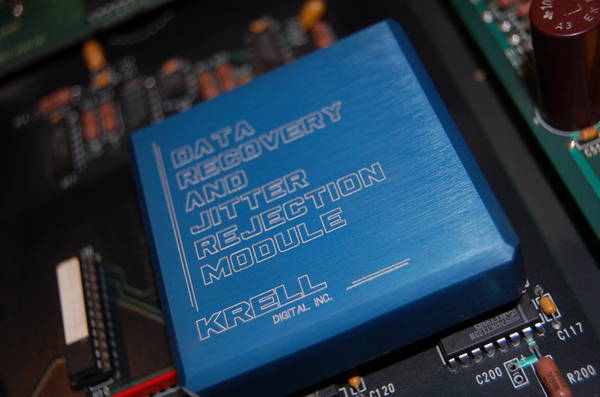 DATA
RECOVERY
AND
JITTER
REJECTION
MODULE
KRELL
DIGITAL INC.
C117
C200
R200
C120